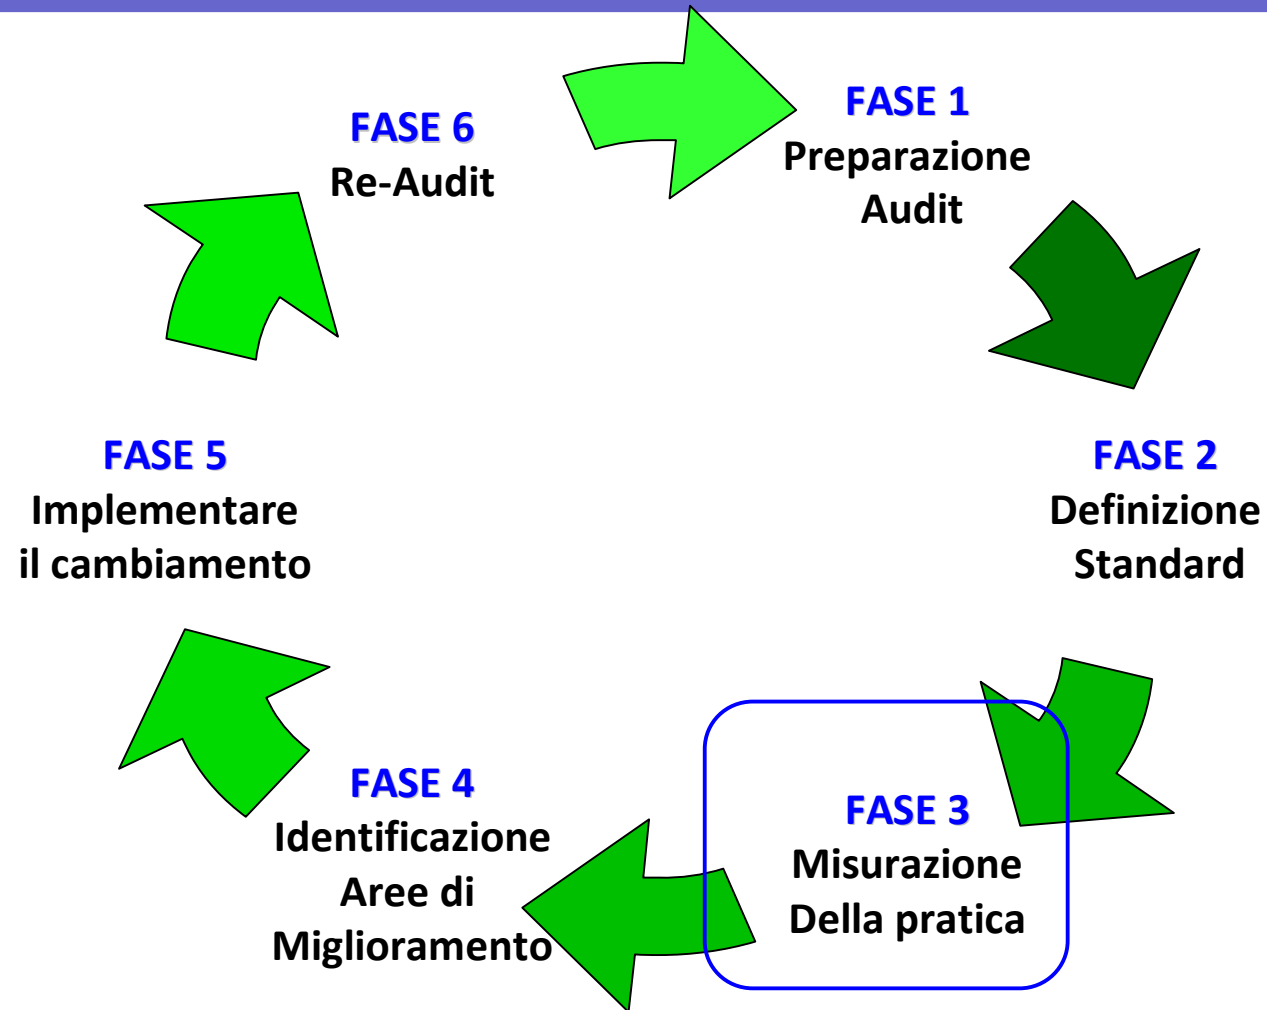 FASE 1
Preparazione
Audit
FASE 2
Definizione
Standard
FASE 3
Misurazione
Della pratica
FASE 4
Identificazione
Aree di
Miglioramento
FASE 5
Implementare
il cambiamento
FASE 6
Re-Audit